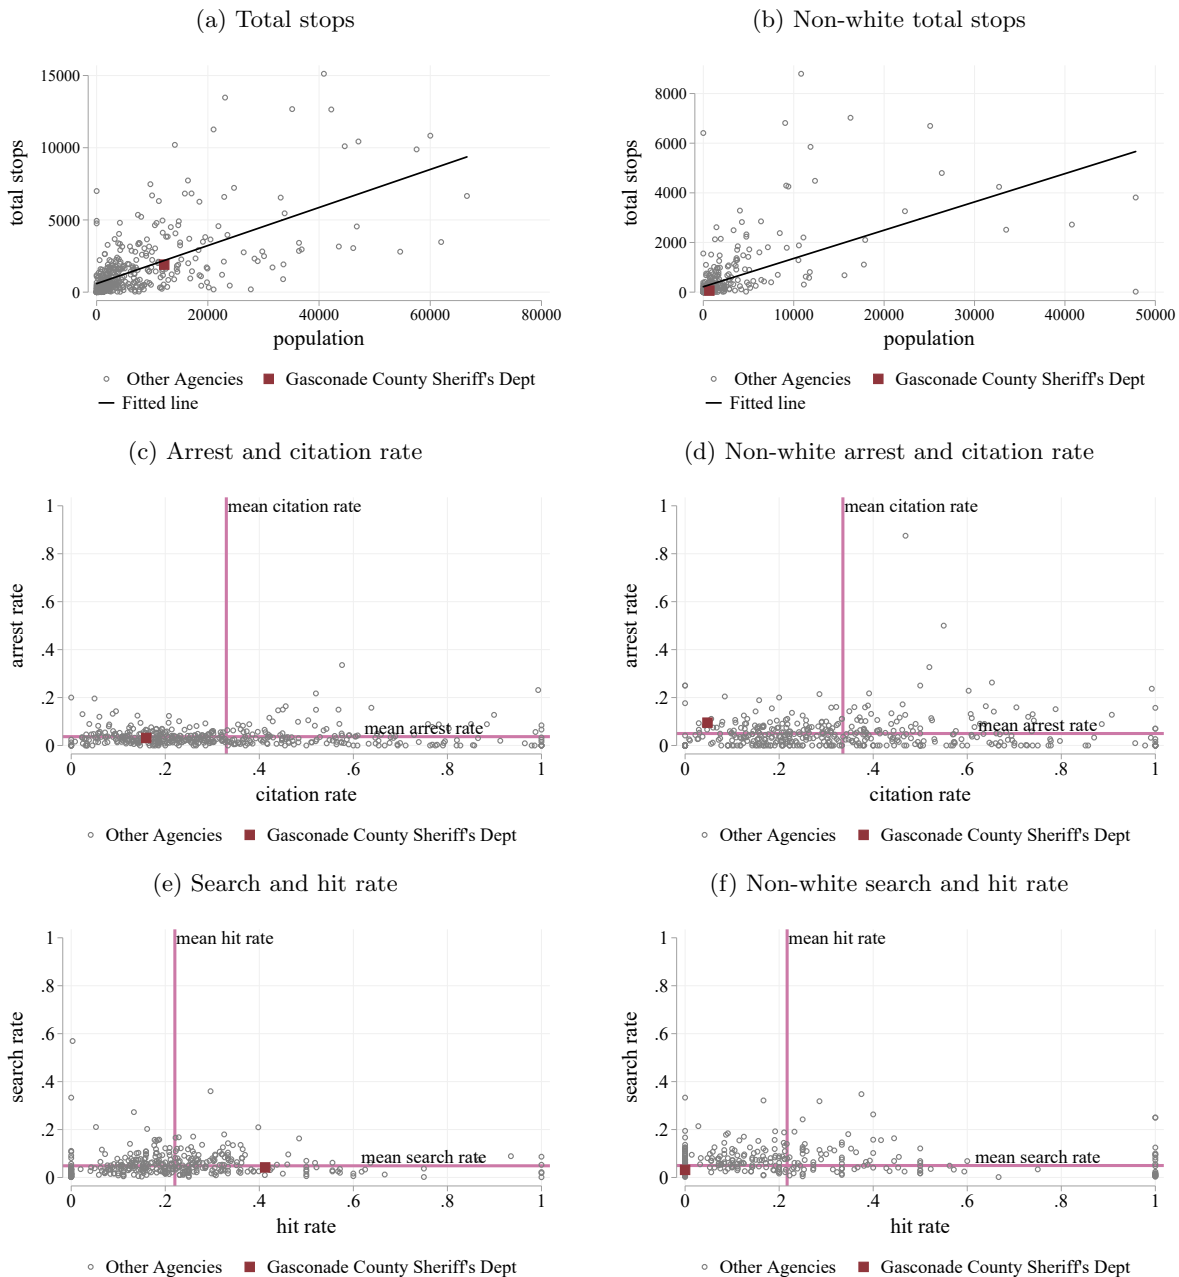 (a) Total stops
(b) Non-white total stops
total stops
15000
10000
5000
0
0 20000 40000 60000 80000
population
Other Agencies Gasconade County Sheriff's Dept
Fitted line
total stops
8000
6000
4000
2000
0
0 10000 20000 30000 40000 50000
population
Other Agencies Gasconade County Sheriff's Dept
Fitted line
(c) Arrest and citation rate
(d) Non-white arrest and citation rate
arrest rate
1
.8
.6
.4
.2
0
mean citation rate
mean arrest rate
0 .2 .4 .6 .8 1
citation rate
Other Agencies Gasconade County Sheriff's Dept
arrest rate
1
.8
.6
.4
.2
0
mean citation rate
mean arrest rate
0 .2 .4 .6 .8 1
citation rate
Other Agencies Gasconade County Sheriff's Dept
(e) Search and hit rate
(f) Non-white search and hit rate
search rate
1
.8
.6
.4
.2
0
mean hit rate
mean search rate
0 .2 .4 .6 .8 1
hit rate
Other Agencies Gasconade County Sheriff's Dept
search rate
1
.8
.6
.4
.2
0
mean hit rate
mean search rate
0 .2 .4 .6 .8 1
hit rate
Other Agencies Gasconade County Sheriff's Dept